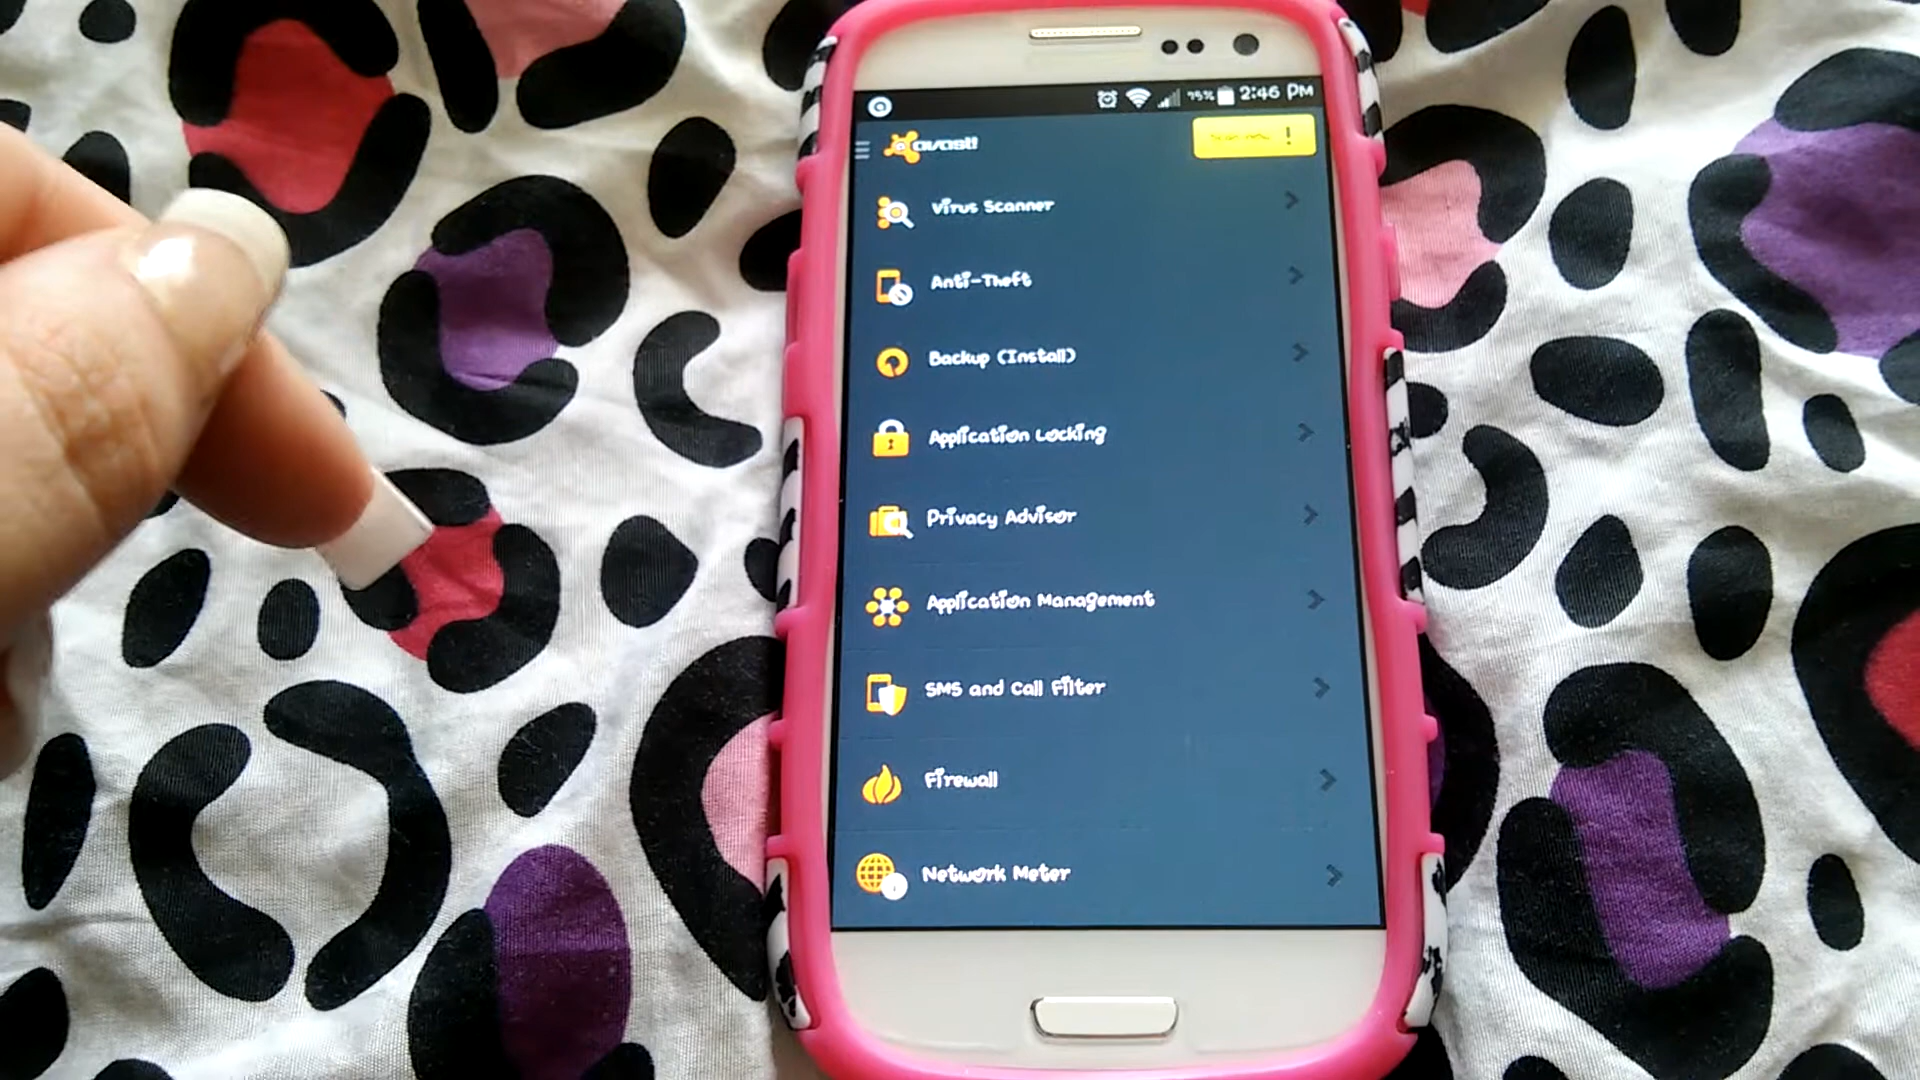 75% 2:46 PM
avast!
!
Virus Scanner
Anti-Theft
Backup (Install)
Application Locking
Privacy Advisor
Application Management
SMS and Call Filter
Firewall
Network Meter